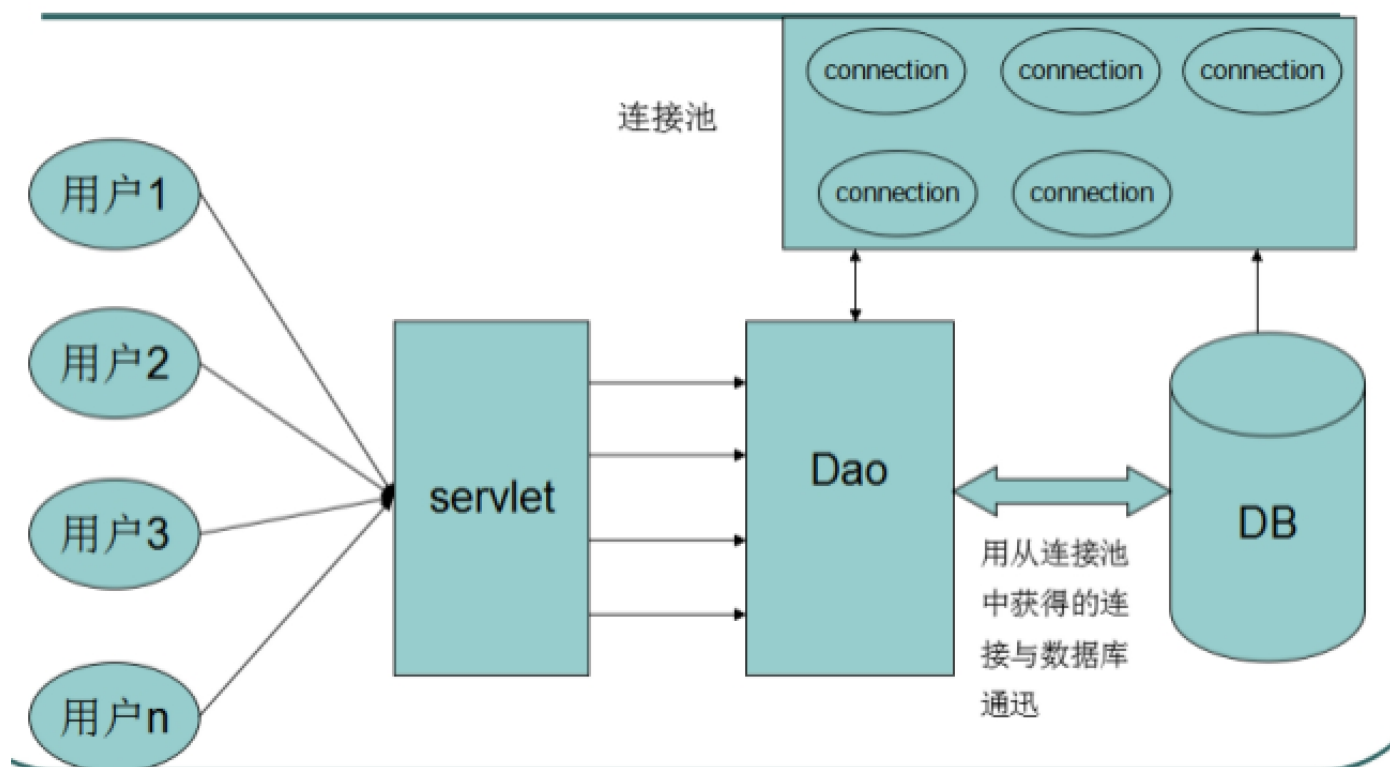 connection
connection
connection
连接池
connection
connection
用户1
用户2
用户3
用户n
servlet
Dao
DB
用从连接池
中获得的连
接与数据库
通迅